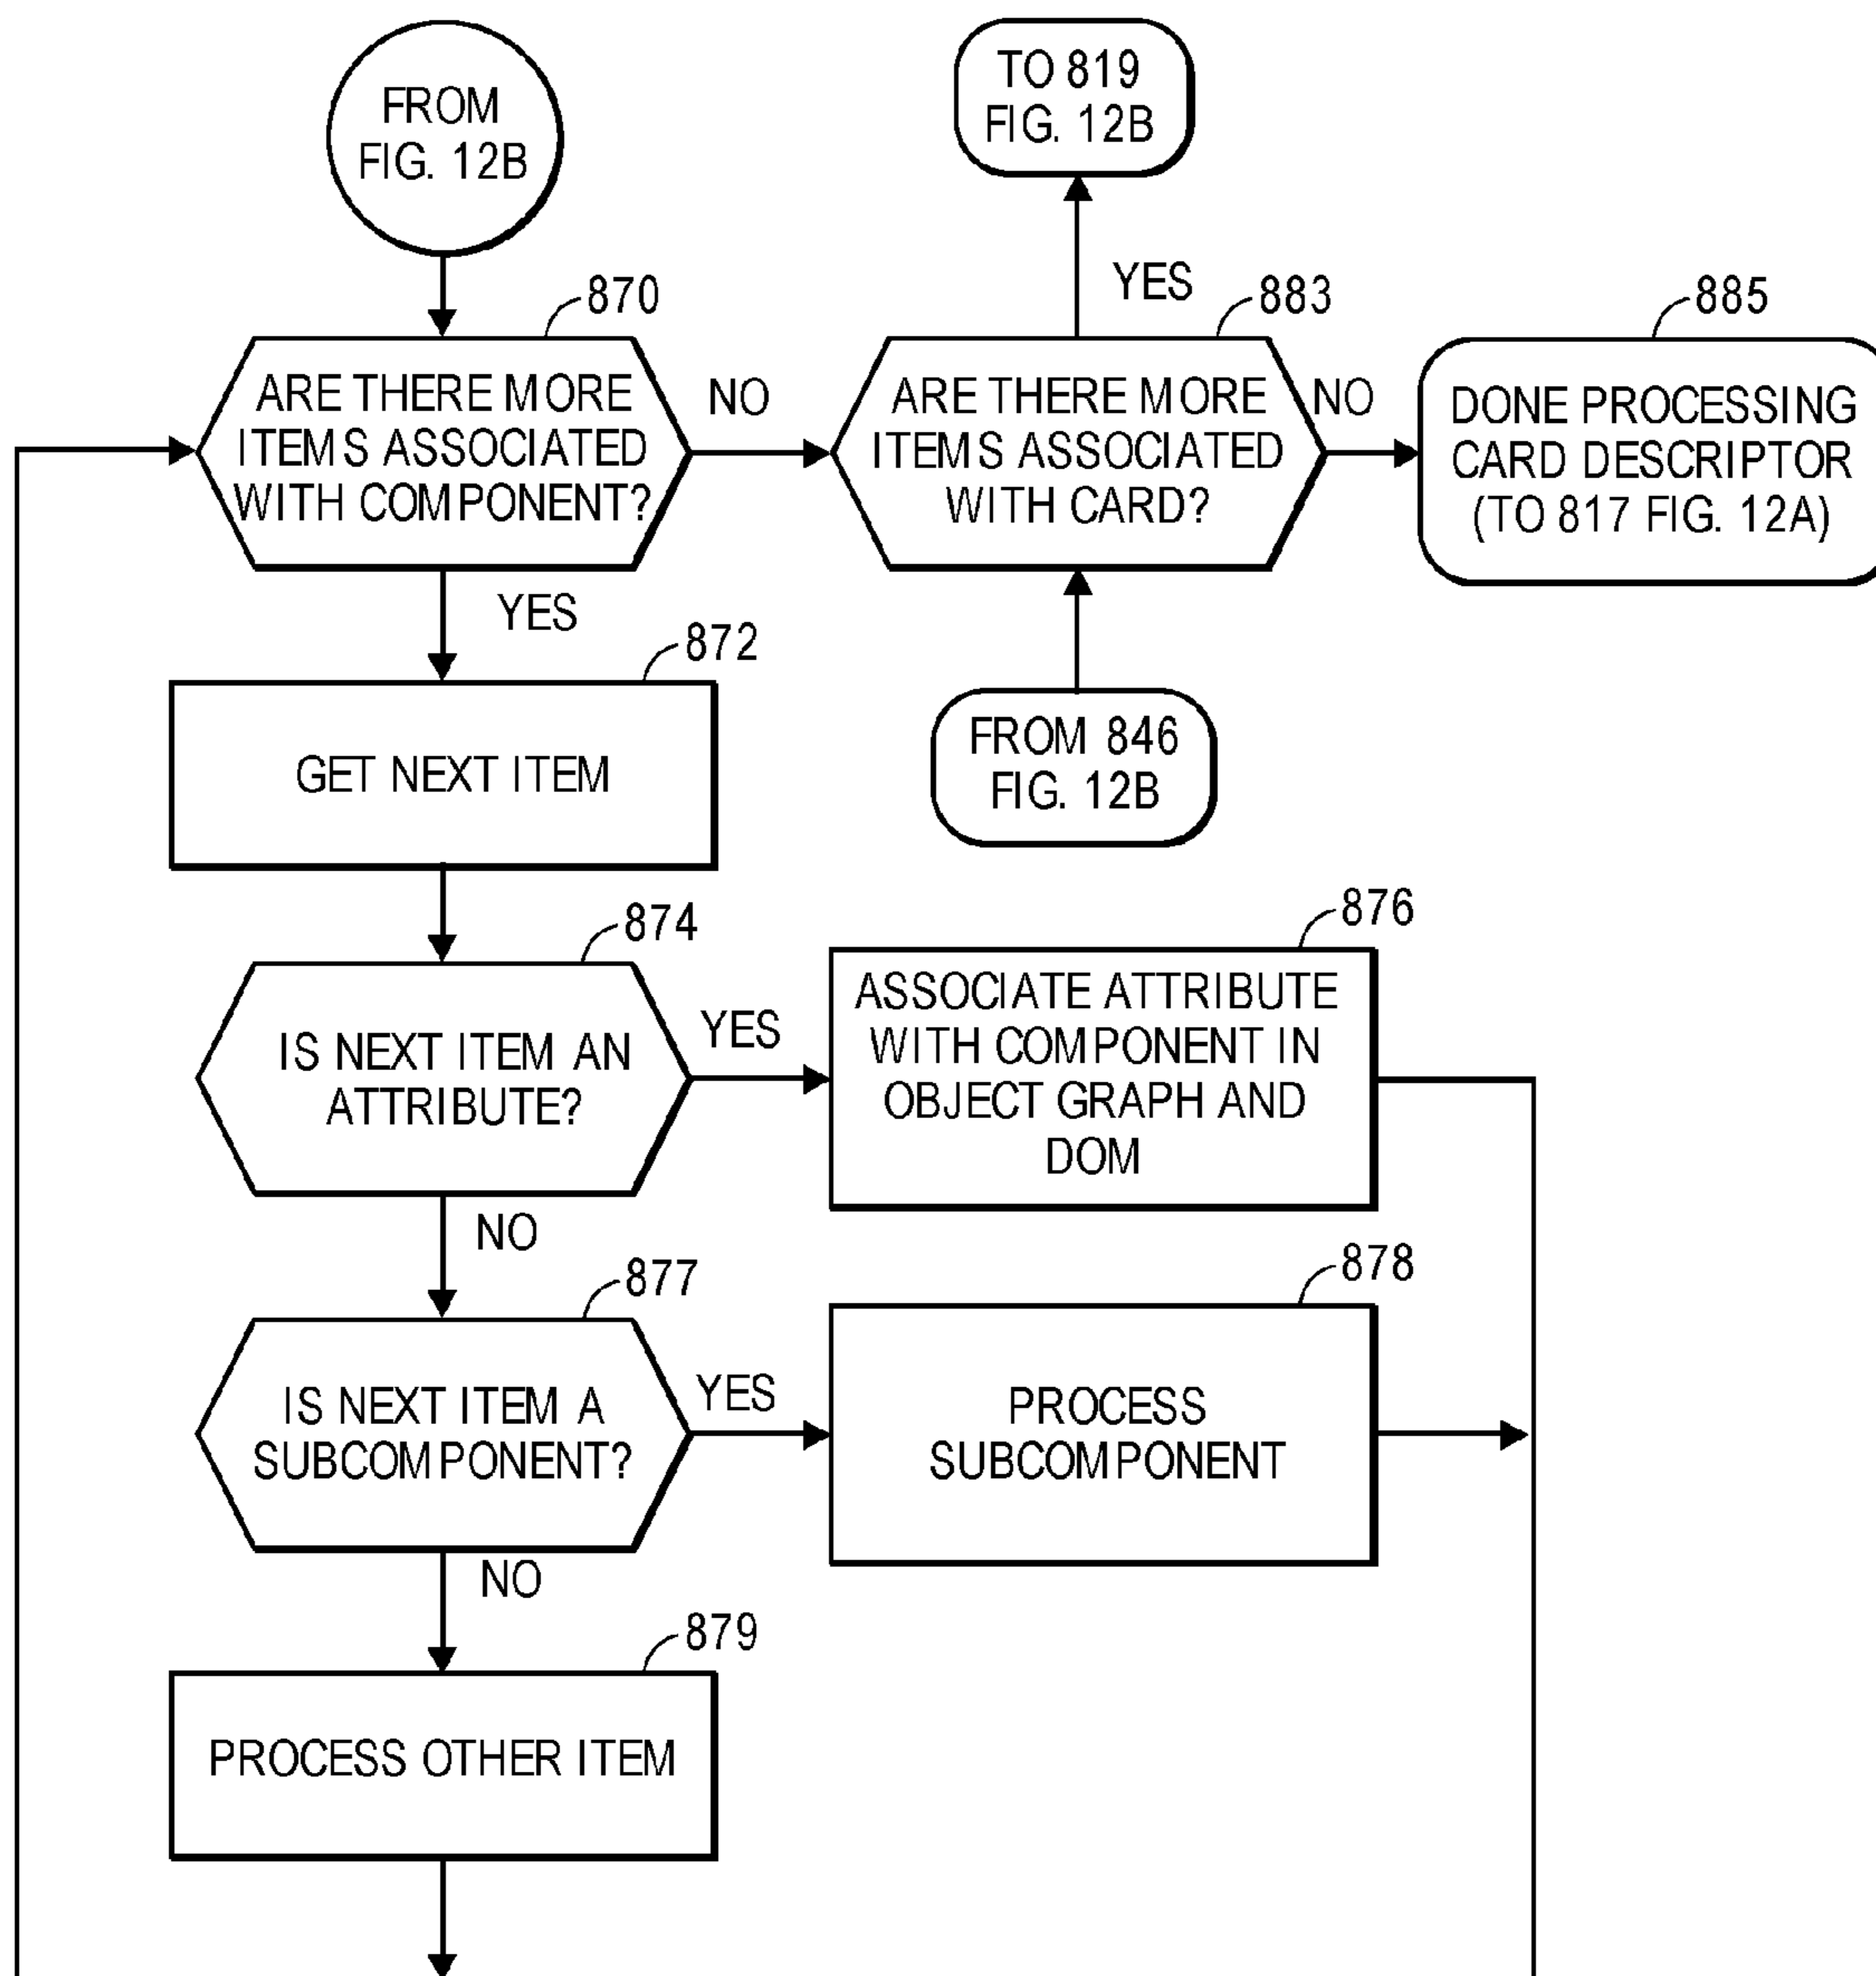 FROM
FIG. 12B
TO 819
FIG. 12B
870
YES
883
885
ARE THERE MORE
ITEMS ASSOCIATED
WITH COMPONENT?
NO
ARE THERE MORE
ITEMS ASSOCIATED
WITH CARD?
NO
DONE PROCESSING
CARD DESCRIPTOR
(TO 817 FIG. 12A)
YES
872
GET NEXT ITEM
FROM 846
FIG. 12B
874
876
IS NEXT ITEM AN
ATTRIBUTE?
YES
ASSOCIATE ATTRIBUTE
WITH COMPONENT IN
OBJECT GRAPH AND
DOM
NO
877
878
IS NEXT ITEM A
SUBCOMPONENT?
YES
PROCESS
SUBCOMPONENT
NO
879
PROCESS OTHER ITEM